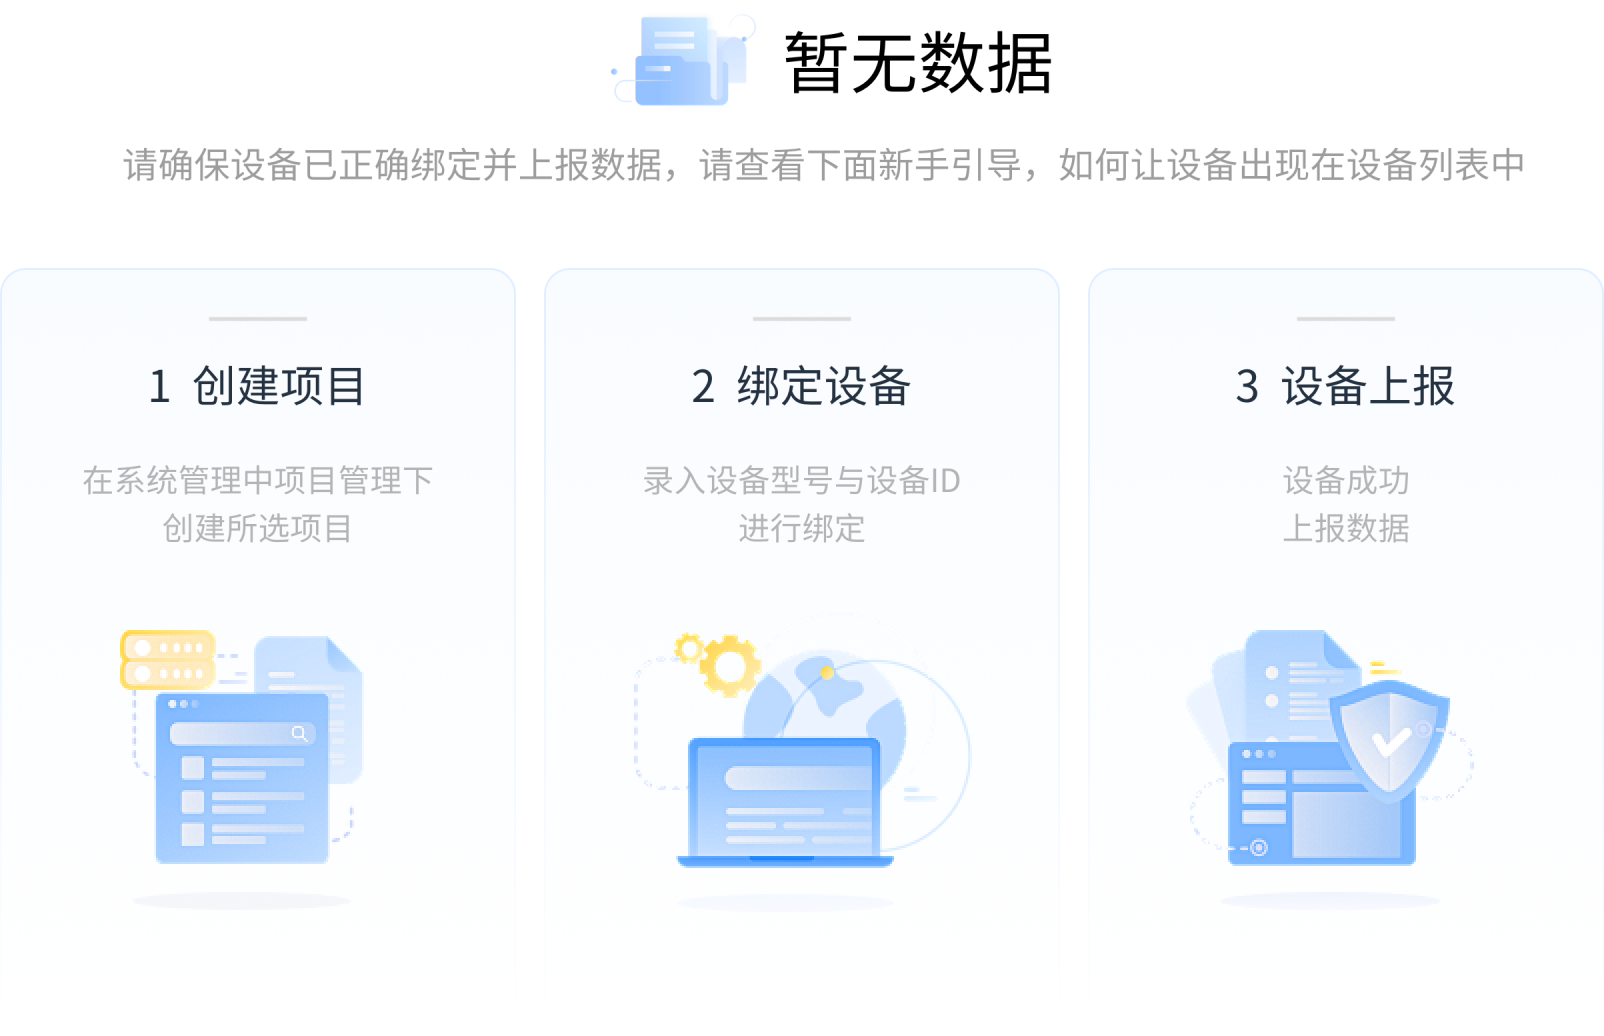 暂无数据
请确保设备已正确绑定并上报数据，请查看下面新手引导，如何让设备出现在设备列表中
1 创建项目
在系统管理中项目管理下
创建所选项目
2 绑定设备
录入设备型号与设备ID
进行绑定
3 设备上报
设备成功
上报数据